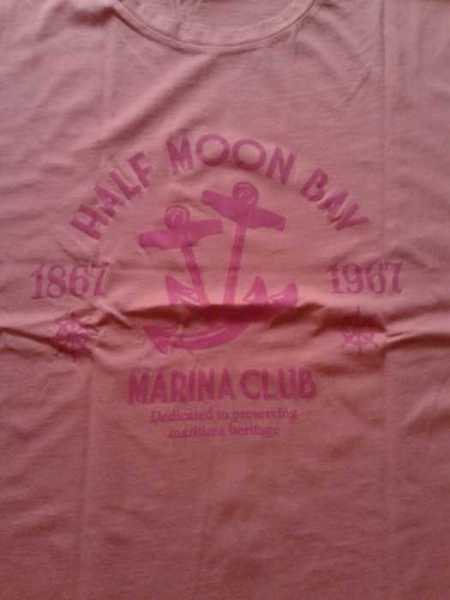 HALF MOON BAY
1867 1967
MARINA CLUB
Dedicated to preserving
maritime heritage